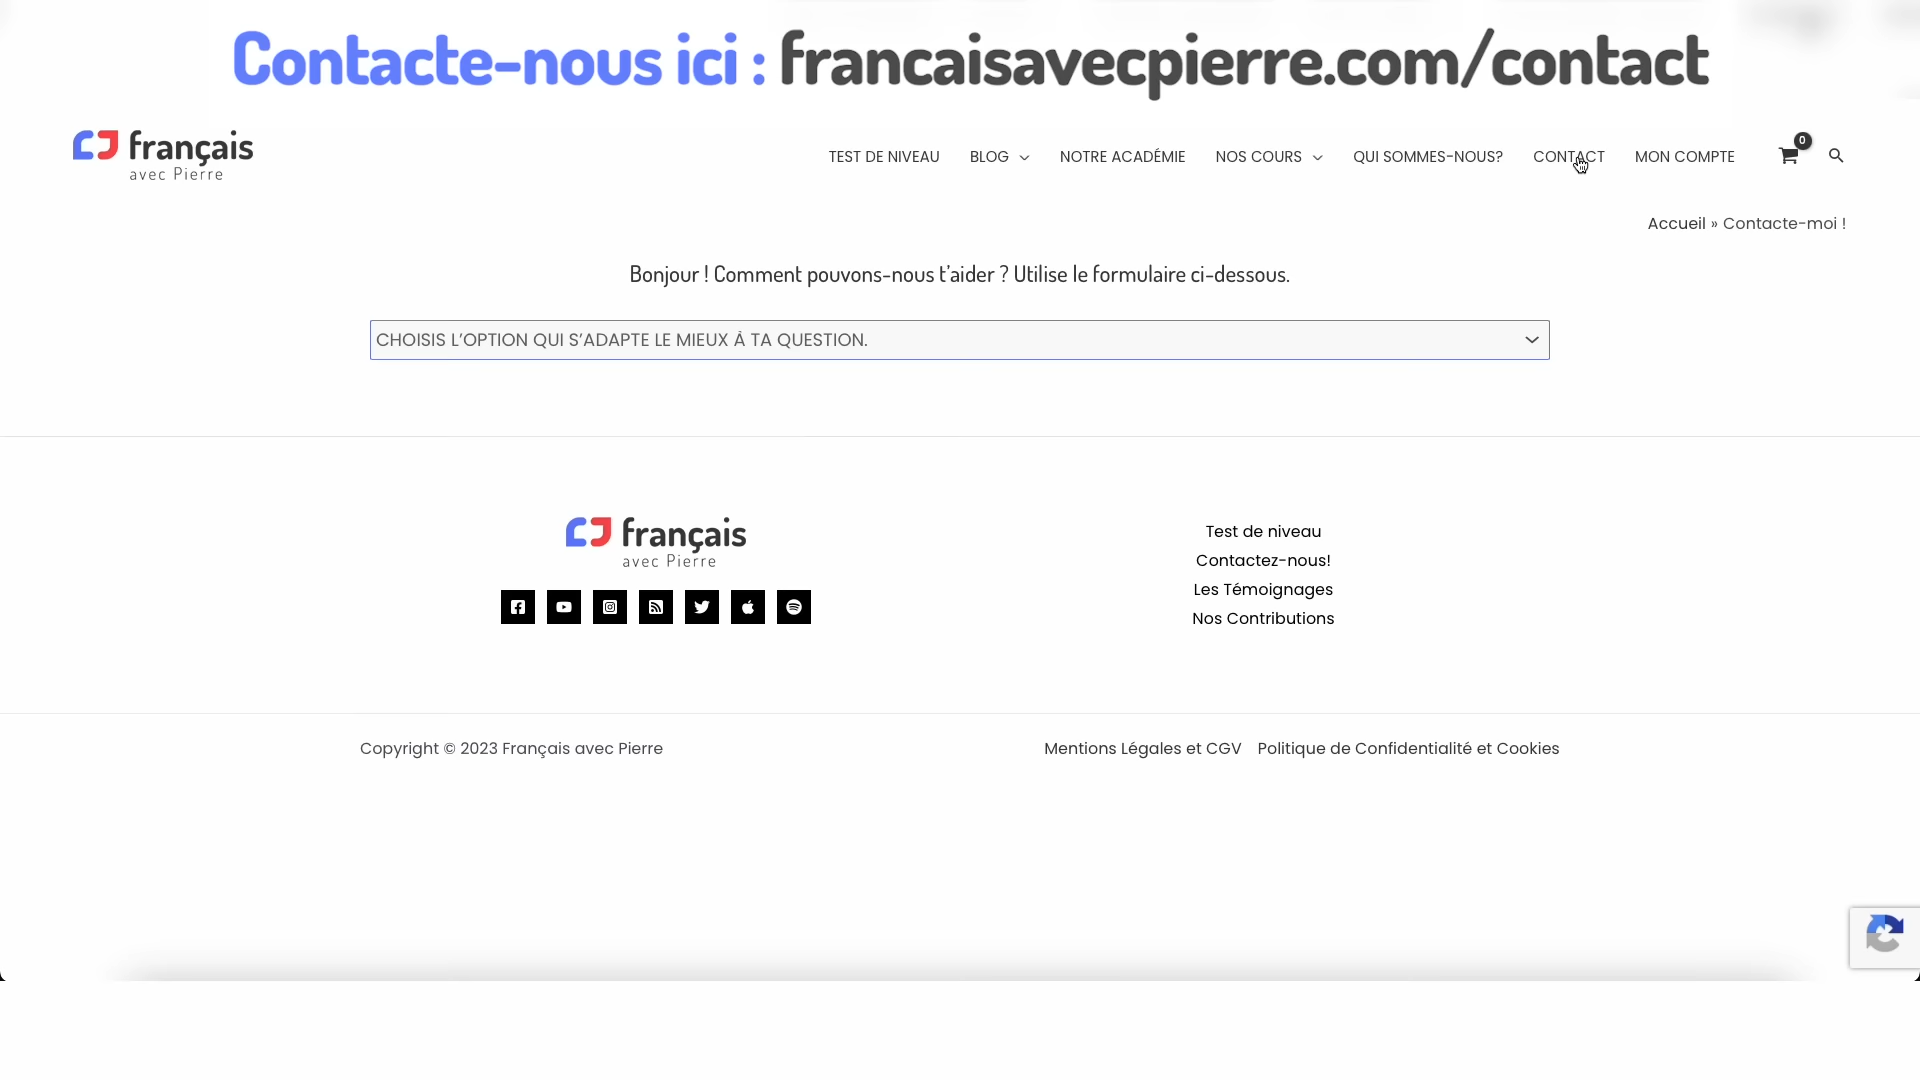 Contacte-nous ici : francaisavecpierre.com/contact
français
avec Pierre
TEST DE NIVEAU BLOG NOTRE ACADÉMIE NOS COURS QUI SOMMES-NOUS? CONTACT MON COMPTE 0
Accueil » Contacte-moi !
Bonjour ! Comment pouvons-nous t’aider ? Utilise le formulaire ci-dessous.
CHOISIS L’OPTION QUI S’ADAPTE LE MIEUX À TA QUESTION.
français
avec Pierre
Test de niveau
Contactez-nous!
Les Témoignages
Nos Contributions
Copyright © 2023 Français avec Pierre
Mentions Légales et CGV Politique de Confidentialité et Cookies